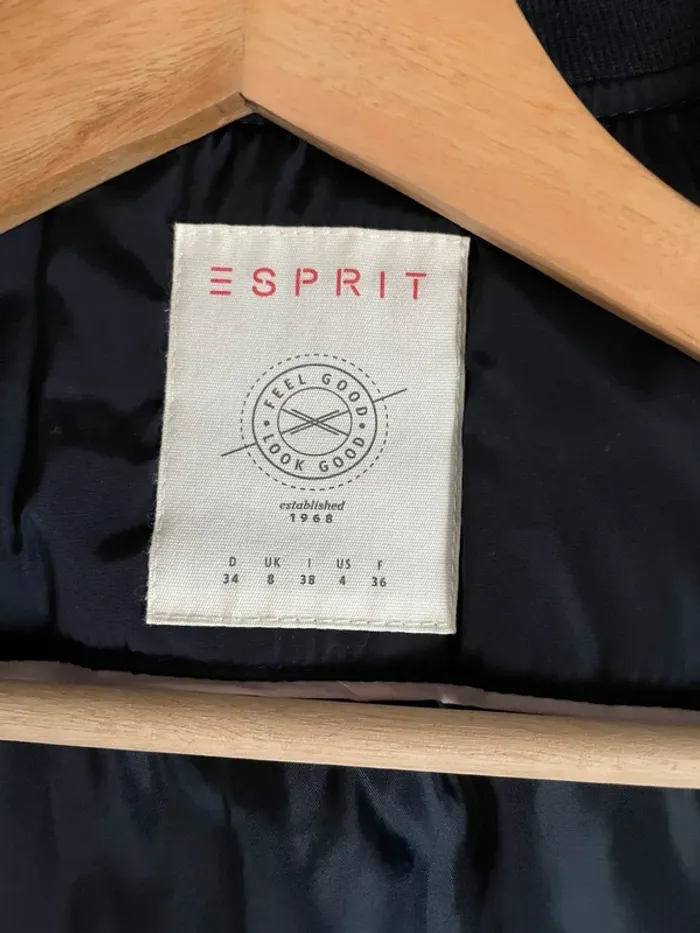 ESPRIT
FEEL GOOD
LOOK GOOD
established
1968
D UK I US F
34 8 38 4 36